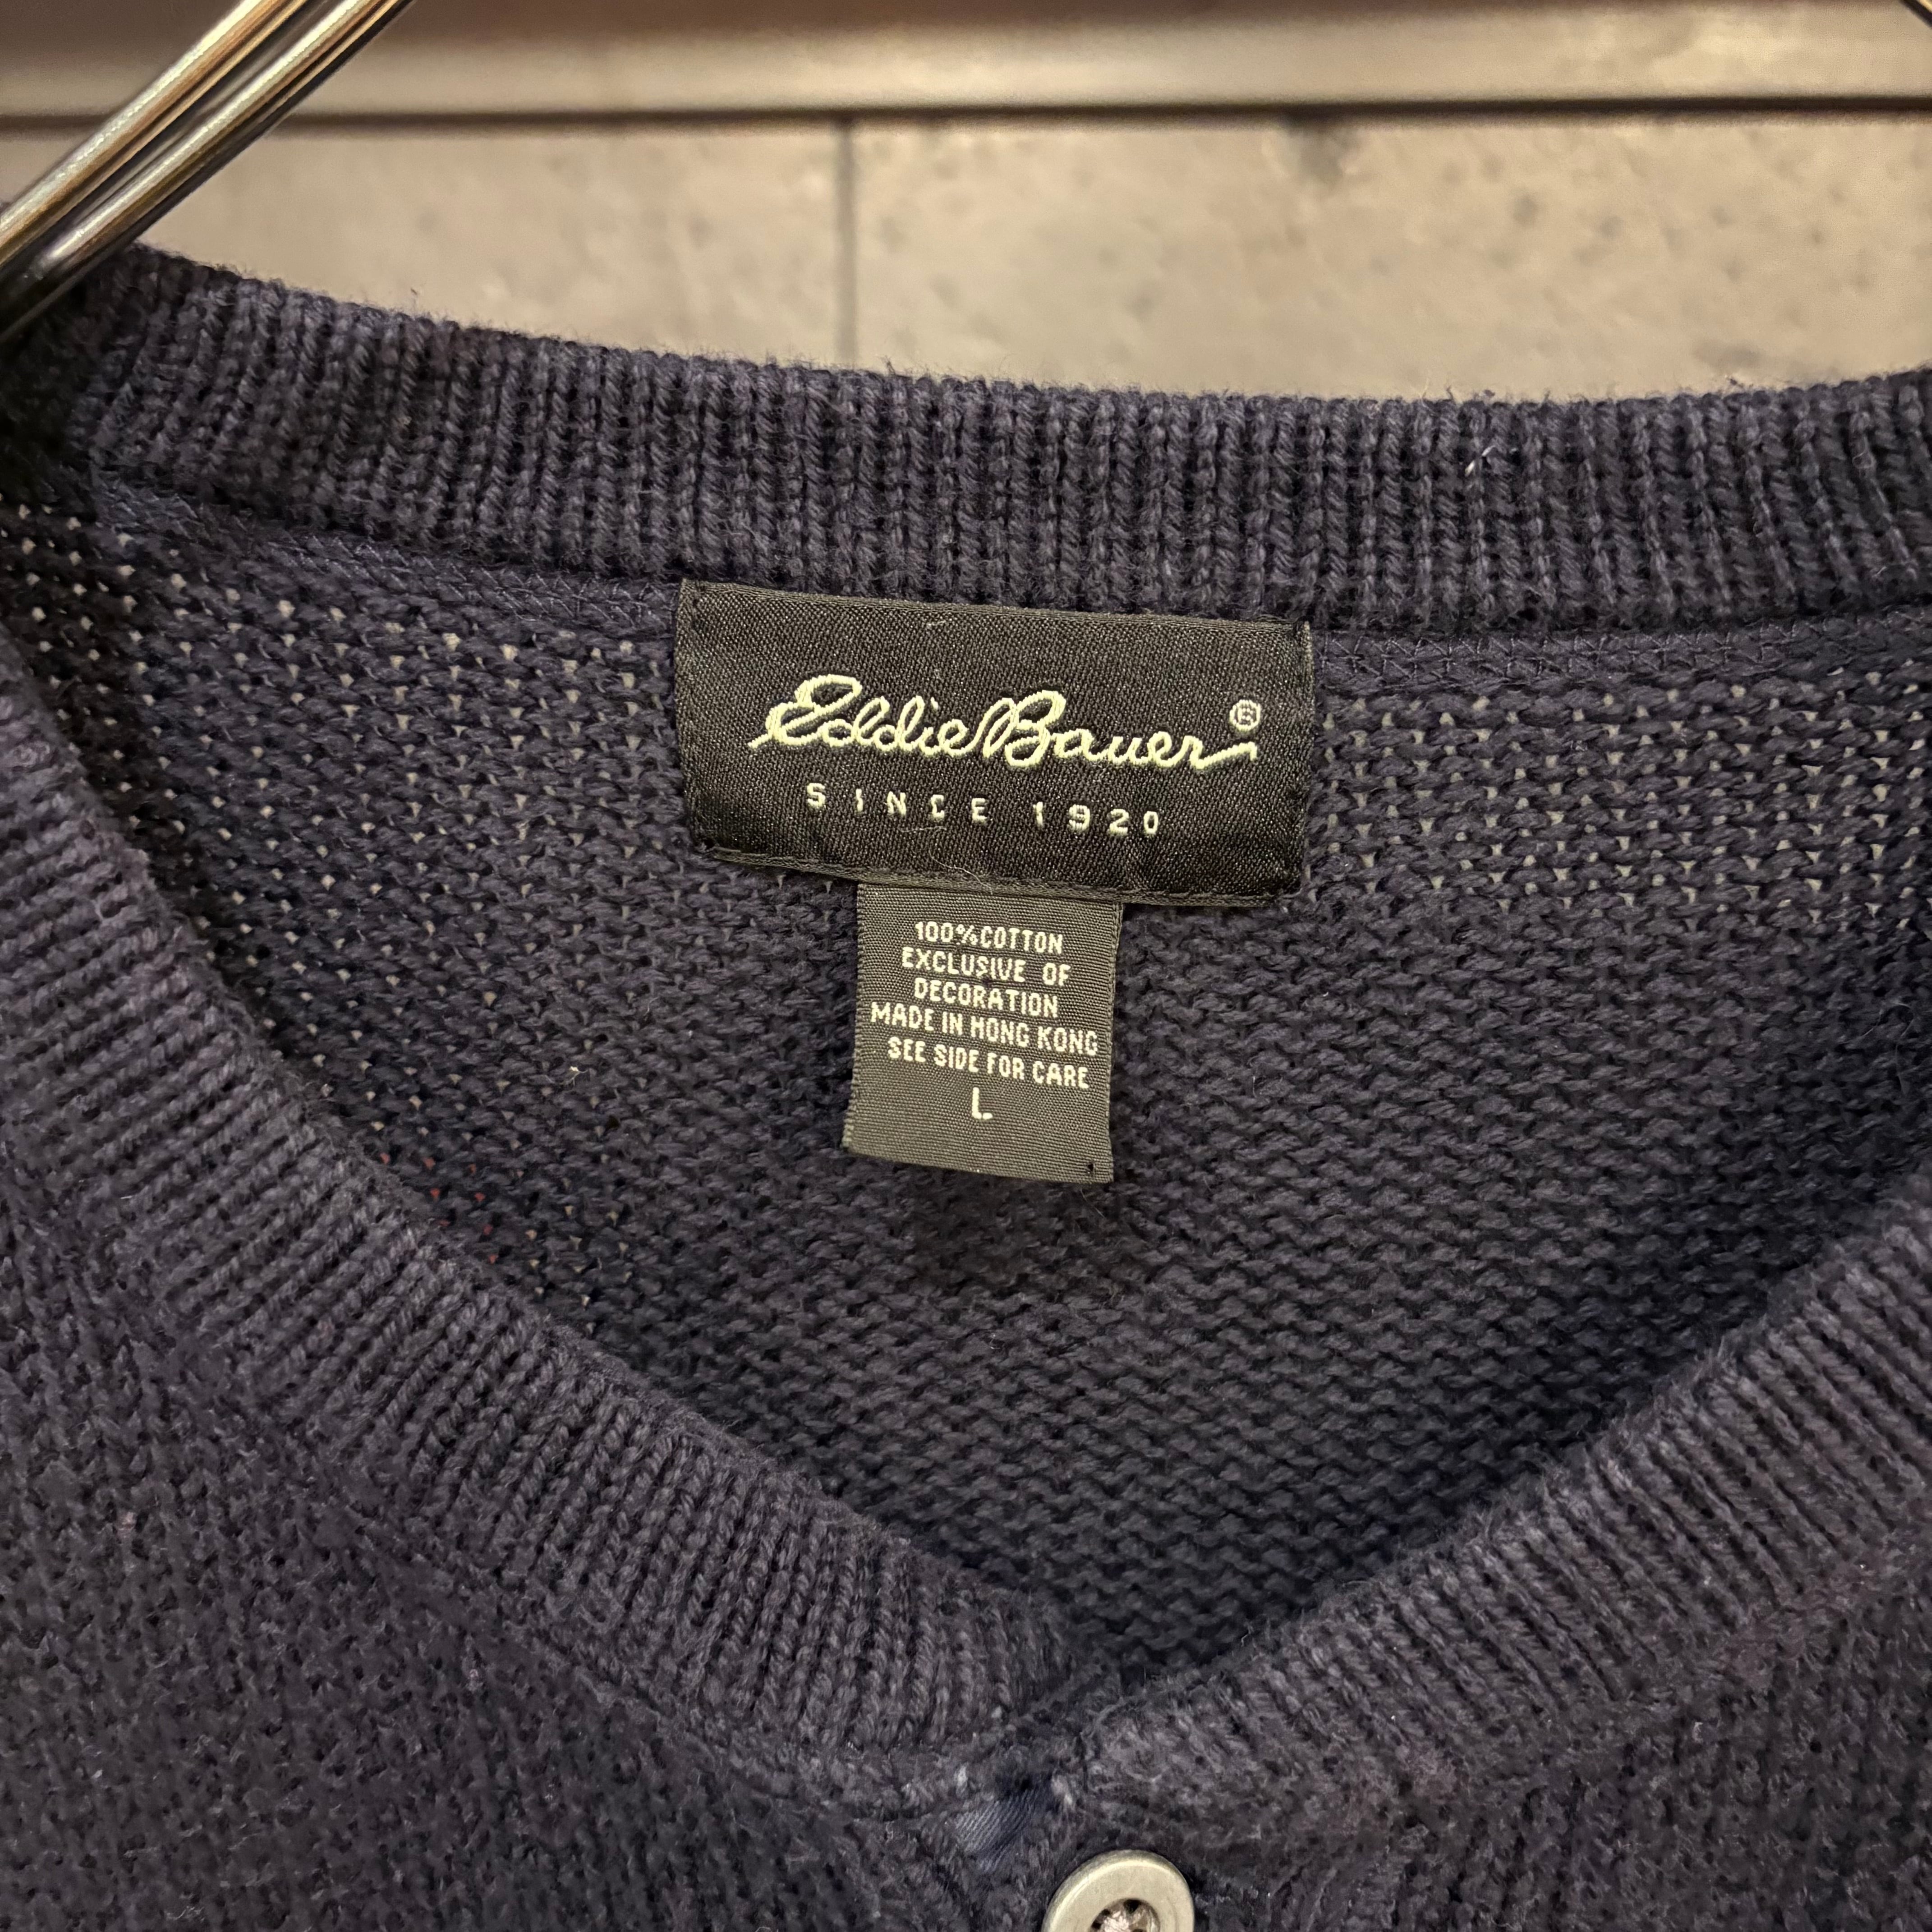 Eddie Bauer®
SINCE 1920
100%COTTON
EXCLUSIVE OF
DECORATION
MADE IN HONG KONG
SEE SIDE FOR CARE
L